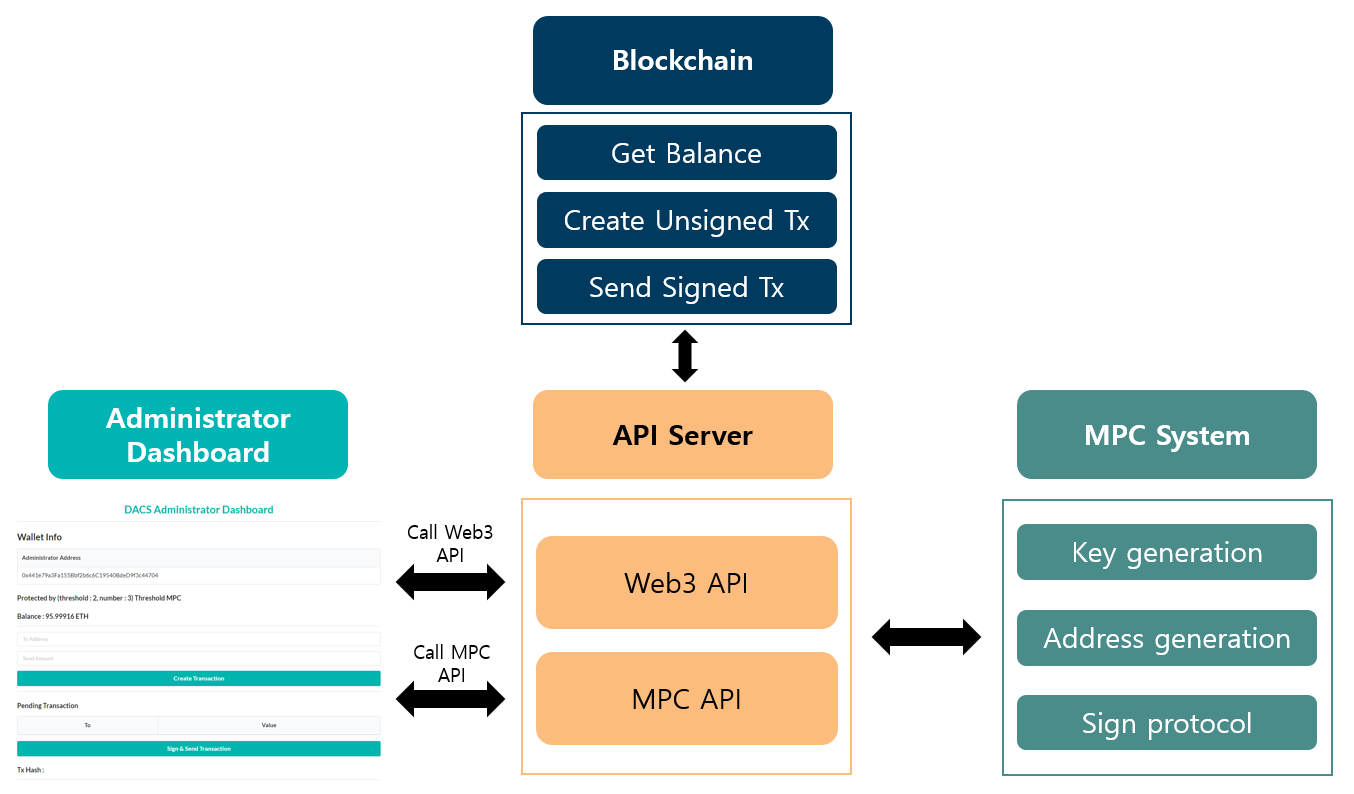 Blockchain
Get Balance
Create Unsigned Tx
Send Signed Tx
Administrator
Dashboard
API Server
MPC System
DACS Administrator Dashboard
Wallet Info
Administrator Address
0x441e79a3Fa155Bbf2b6c6C195408deD9f3c44704
Protected by (threshold : 2, number : 3) Threshold MPC
Balance : 95.99916 ETH
To Address
Send Amount
Create Transaction
Pending Transaction
To Value
Sign & Send Transaction
Tx Hash :
Call Web3
API
Call MPC
API
Web3 API
MPC API
Key generation
Address generation
Sign protocol